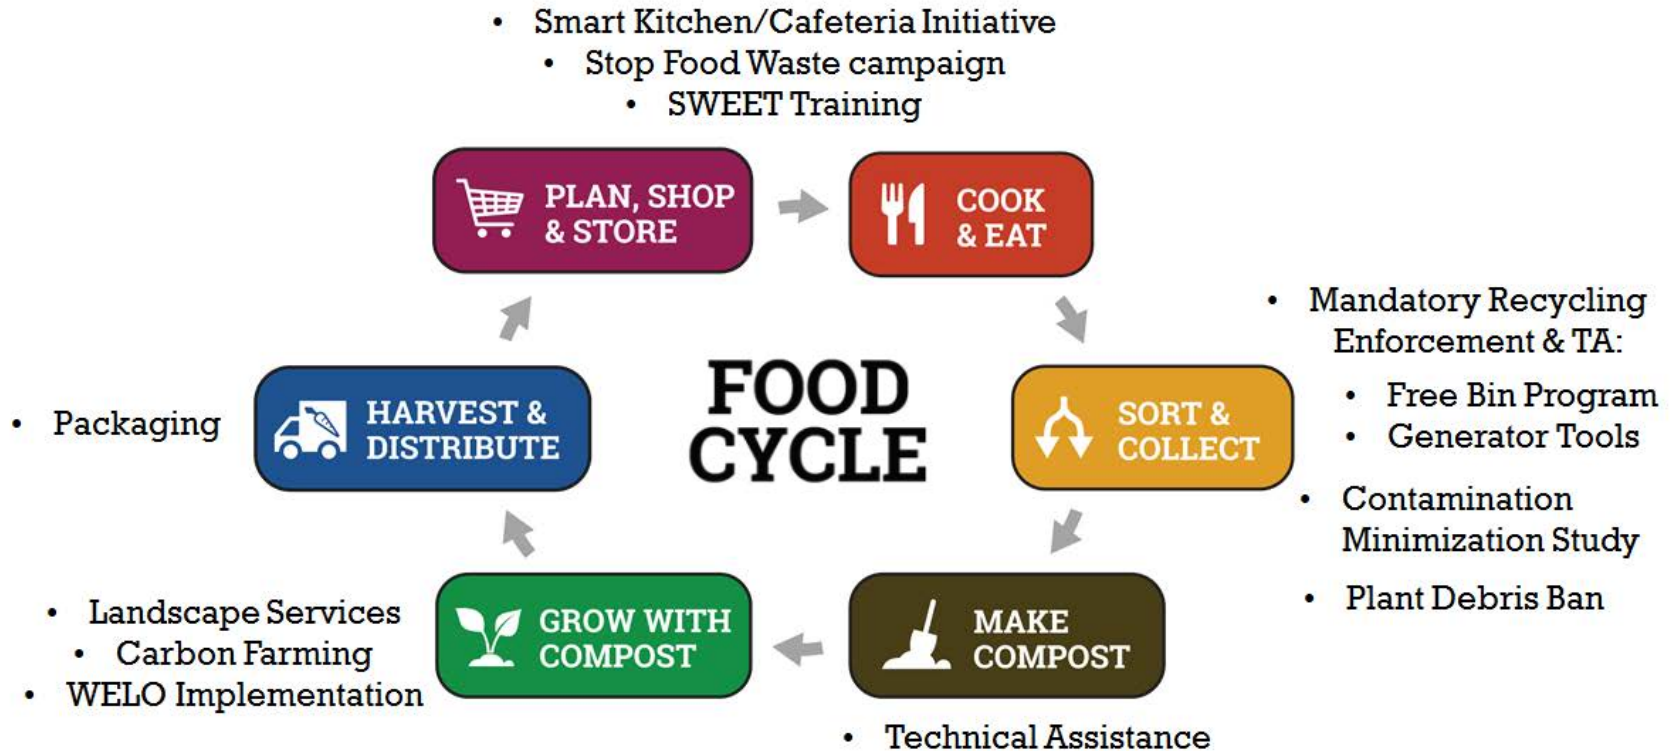 • Smart Kitchen/Cafeteria Initiative
• Stop Food Waste campaign
• SWEET Training
PLAN, SHOP
& STORE
COOK
& EAT
• Mandatory Recycling
Enforcement & TA:
• Free Bin Program
• Generator Tools
• Contamination
Minimization Study
• Plant Debris Ban
SORT &
COLLECT
FOOD
CYCLE
• Packaging
HARVEST &
DISTRIBUTE
• Landscape Services
• Carbon Farming
• WELO Implementation
GROW WITH
COMPOST
MAKE
COMPOST
• Technical Assistance